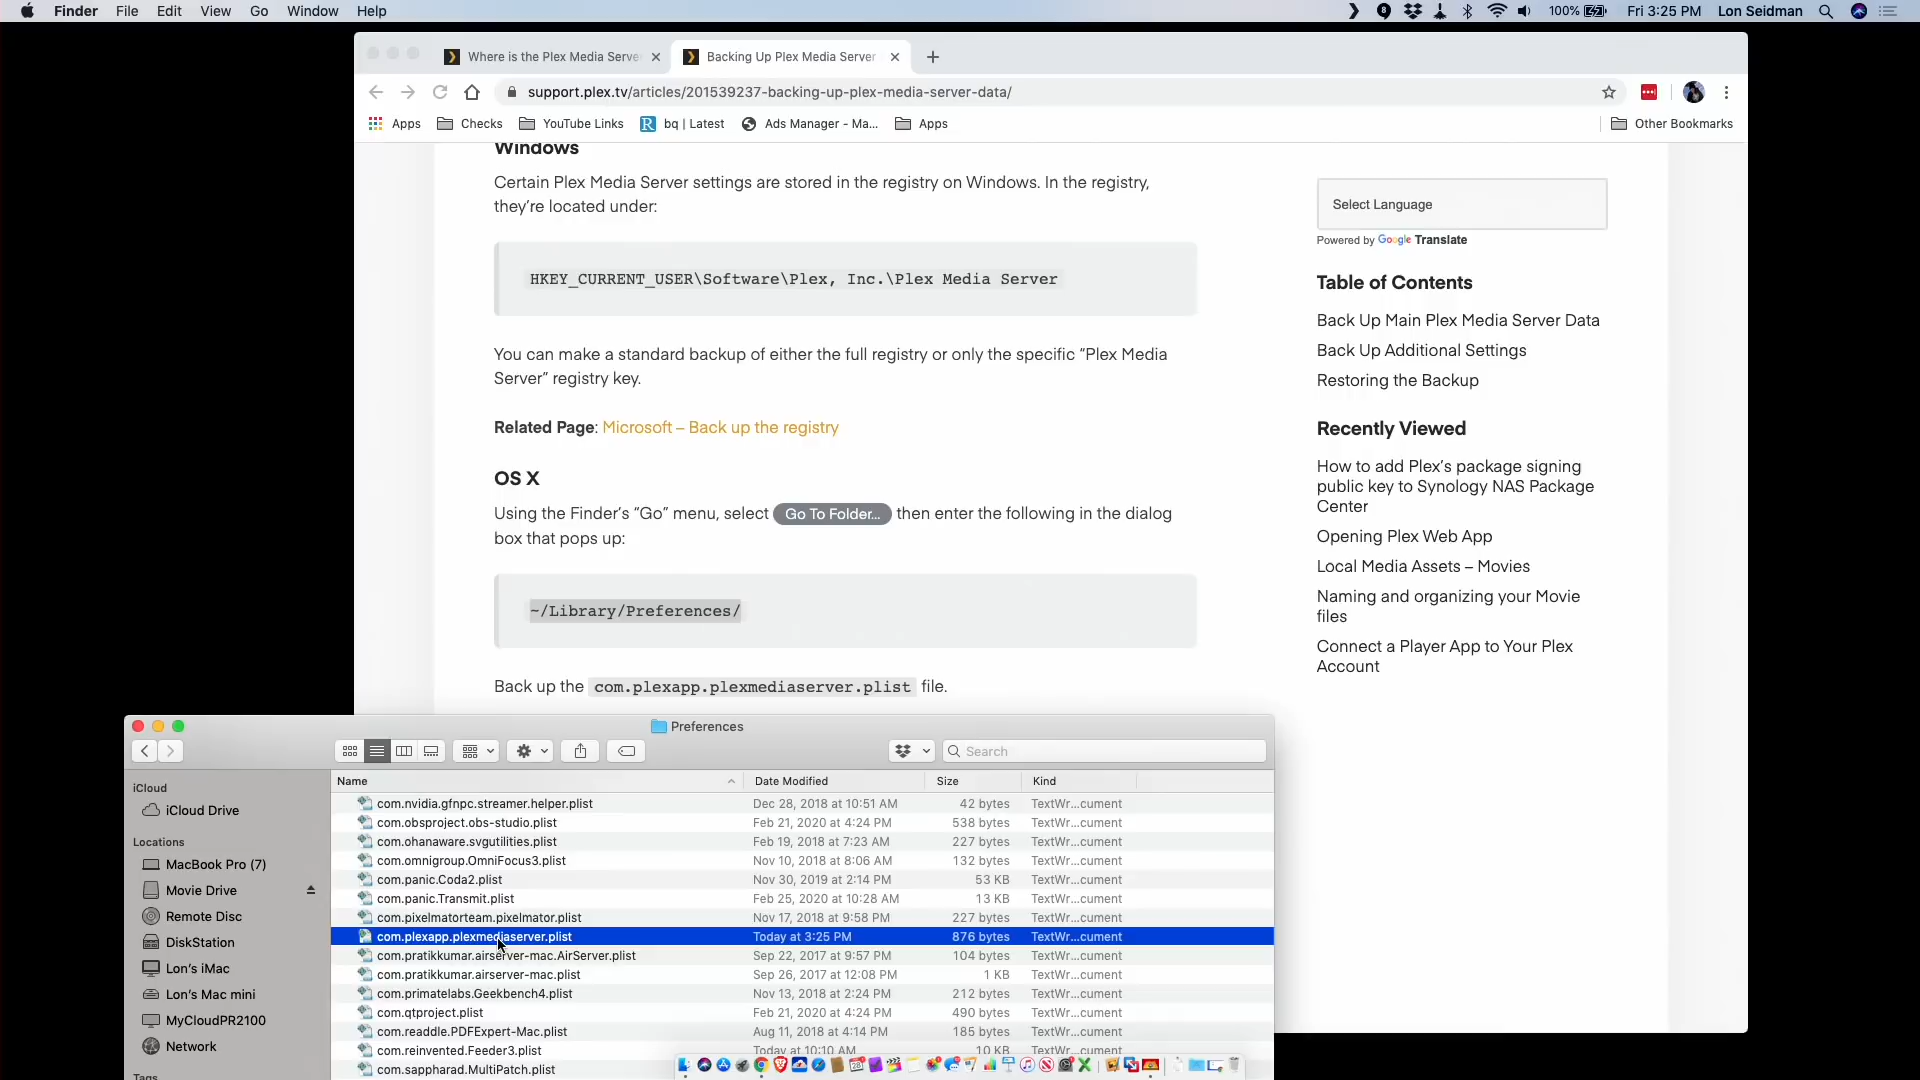 Finder File Edit View Go Window Help
8
100% Fri 3:25 PM Lon Seidman
Where is the Plex Media Serve
Backing Up Plex Media Server
support.plex.tv/articles/201539237-backing-up-plex-media-server-data/
Apps Checks YouTube Links bq | Latest Ads Manager - Ma... Apps Other Bookmarks
Windows
Certain Plex Media Server settings are stored in the registry on Windows. In the registry,
they're located under:
HKEY_CURRENT_USER\Software\Plex, Inc.\Plex Media Server
You can make a standard backup of either the full registry or only the specific “Plex Media
Server” registry key.
Related Page: Microsoft – Back up the registry
OS X
Using the Finder's “Go” menu, select Go To Folder... then enter the following in the dialog
box that pops up:
~/Library/Preferences/
Back up the com.plexapp.plexmediaserver.plist file.
Select Language
Powered by Google Translate
Table of Contents
Back Up Main Plex Media Server Data
Back Up Additional Settings
Restoring the Backup
Recently Viewed
How to add Plex's package signing
public key to Synology NAS Package
Center
Opening Plex Web App
Local Media Assets – Movies
Naming and organizing your Movie
files
Connect a Player App to Your Plex
Account
Preferences
Search
iCloud
iCloud Drive
Locations
MacBook Pro (7)
Movie Drive
Remote Disc
DiskStation
Lon's iMac
Lon's Mac mini
MyCloudPR2100
Network
Tags
Name Date Modified Size Kind
com.nvidia.gfnpc.streamer.helper.plist Dec 28, 2018 at 10:51 AM 42 bytes TextWr...cument
com.obsproject.obs-studio.plist Feb 21, 2020 at 4:24 PM 538 bytes TextWr...cument
com.ohanaware.svgutilities.plist Feb 19, 2018 at 7:23 AM 227 bytes TextWr...cument
com.omnigroup.OmniFocus3.plist Nov 10, 2018 at 8:06 AM 132 bytes TextWr...cument
com.panic.Coda2.plist Nov 30, 2019 at 2:14 PM 53 KB TextWr...cument
com.panic.Transmit.plist Feb 25, 2020 at 10:28 AM 13 KB TextWr...cument
com.pixelmatorteam.pixelmator.plist Nov 17, 2018 at 9:58 PM 227 bytes TextWr...cument
com.plexapp.plexmediaserver.plist Today at 3:25 PM 876 bytes TextWr...cument
com.pratikkumar.airserver-mac.AirServer.plist Sep 22, 2017 at 9:57 PM 104 bytes TextWr...cument
com.pratikkumar.airserver-mac.plist Sep 26, 2017 at 12:08 PM 1 KB TextWr...cument
com.primatelabs.Geekbench4.plist Nov 13, 2018 at 2:24 PM 212 bytes TextWr...cument
com.qtproject.plist Feb 21, 2020 at 4:24 PM 490 bytes TextWr...cument
com.readdle.PDFExpert-Mac.plist Aug 11, 2018 at 4:14 PM 185 bytes TextWr...cument
com.reinvented.Feeder3.plist Today at 10:10 AM 10 KB TextWr...cument
com.sappharad.MultiPatch.plist